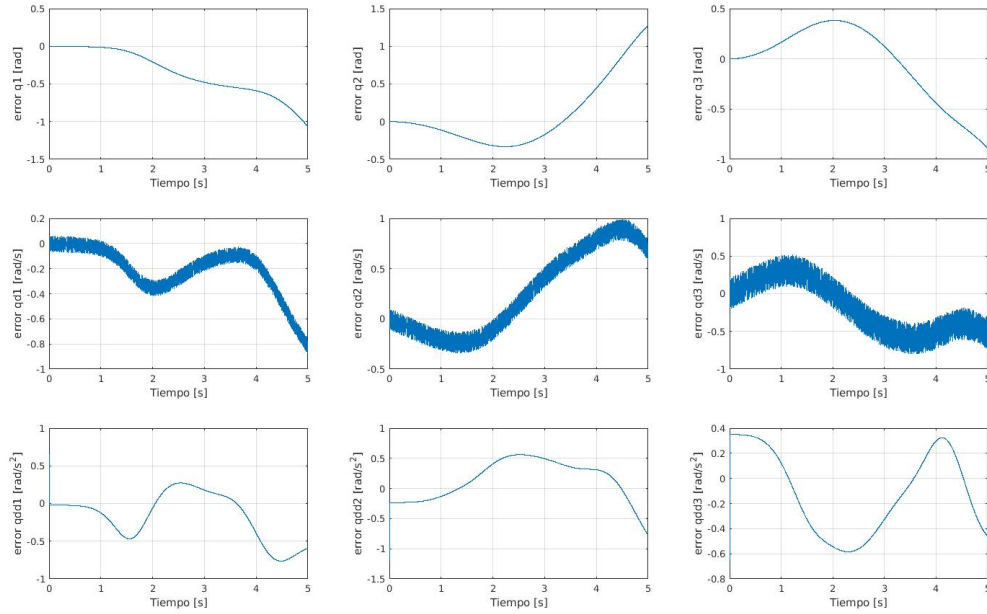 0.5
0
-0.5
-1
-1.5
error q1 [rad]
0 1 2 3 4 5
Tiempo [s]
1.5
1
0.5
0
-0.5
error q2 [rad]
0 1 2 3 4 5
Tiempo [s]
0.5
0
-0.5
-1
error q3 [rad]
0 1 2 3 4 5
Tiempo [s]
0.2
0
-0.2
-0.4
-0.6
-0.8
-1
error qd1 [rad/s]
0 1 2 3 4 5
Tiempo [s]
1
0.5
0
-0.5
error qd2 [rad/s]
0 1 2 3 4 5
Tiempo [s]
1
0.5
0
-0.5
-1
error qd3 [rad/s]
0 1 2 3 4 5
Tiempo [s]
1
0.5
0
-0.5
-1
error qdd1 [rad/s²]
0 1 2 3 4 5
Tiempo [s]
1
0.5
0
-0.5
-1
-1.5
error qdd2 [rad/s²]
0 1 2 3 4 5
Tiempo [s]
0.4
0.2
0
-0.2
-0.4
-0.6
-0.8
error qdd3 [rad/s²]
0 1 2 3 4 5
Tiempo [s]